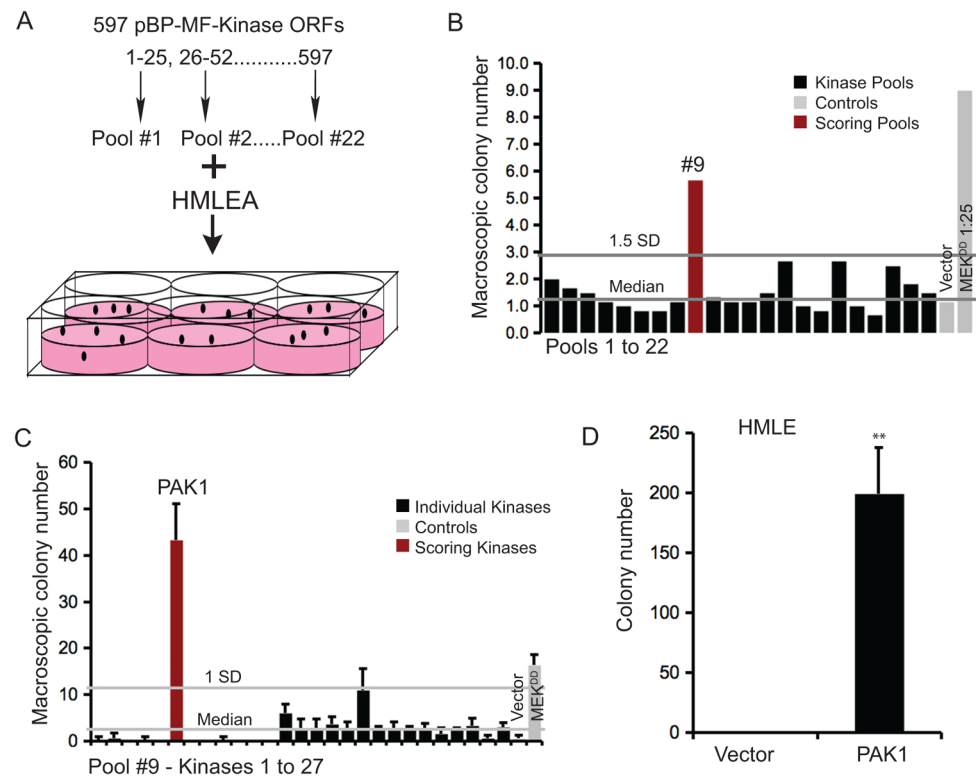 A
597 pBP-MF-Kinase ORFs
1-25, 26-52...........597
Pool #1 Pool #2.....Pool #22
+
HMLEA
B
Macroscopic colony number
10.0
9.0
8.0
7.0
6.0
5.0
4.0
3.0
2.0
1.0
0.0
Kinase Pools
Controls
Scoring Pools
#9
1.5 SD
Median
Vector
MEKᴰᴰ 1:25
Pools 1 to 22
C
Macroscopic colony number
60
50
40
30
20
10
0
PAK1
Individual Kinases
Controls
Scoring Kinases
1 SD
Median
Vector
MEKᴰᴰ
Pool #9 - Kinases 1 to 27
D
HMLE
Colony number
250
200
150
100
50
0
**
Vector PAK1